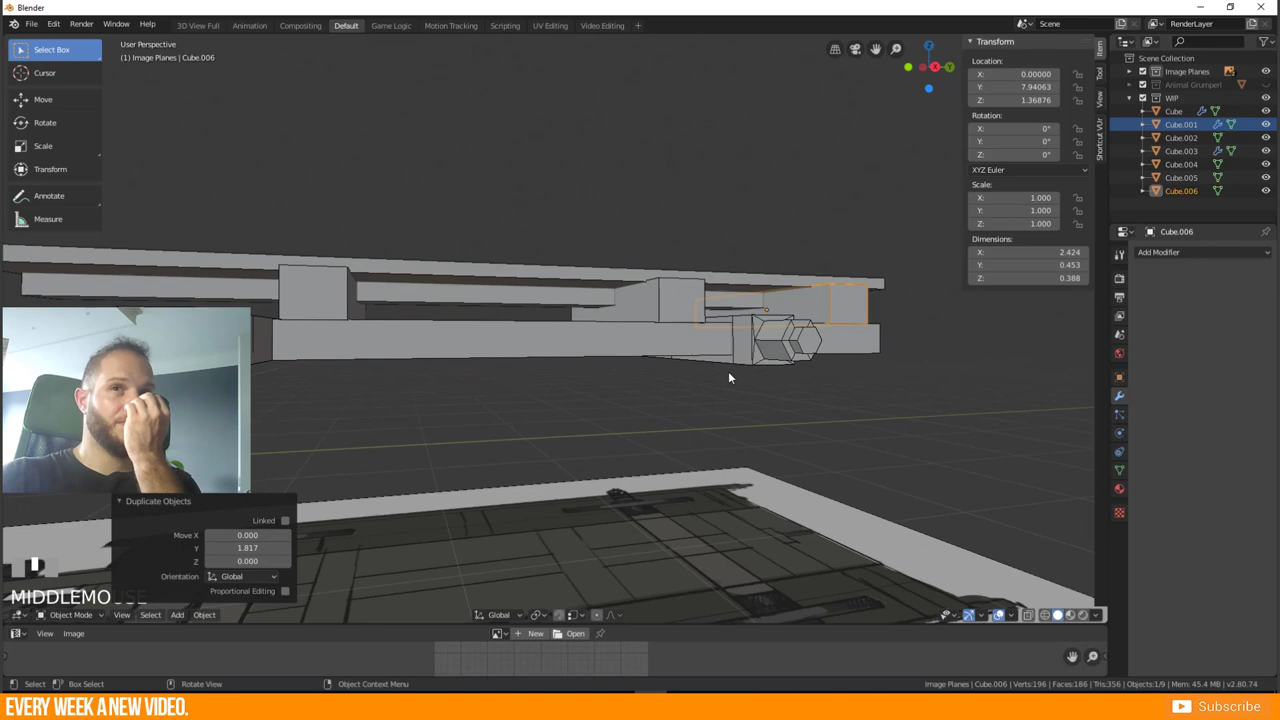 Blender
File Edit Render Window Help 3D View Full Animation Compositing Default Game Logic Motion Tracking Scripting UV Editing Video Editing + Scene RenderLayer
Select Box
Cursor
Move
Rotate
Scale
Transform
Annotate
Measure
User Perspective
(1) Image Planes | Cube.006
Transform
Location:
X: 0.00000
Y: 7.94063
Z: 1.36876
Rotation:
X: 0°
Y: 0°
Z: 0°
XYZ Euler
Scale:
X: 1.000
Y: 1.000
Z: 1.000
Dimensions:
X: 2.424
Y: 0.453
Z: 0.388
Item
Tool
View
Shortcut VUr
Scene Collection
Image Planes
Animal Grumperl
WIP
Cube
Cube.001
Cube.002
Cube.003
Cube.004
Cube.005
Cube.006
Cube.006
Add Modifier
Duplicate Objects
Linked
Move X 0.000
Y 1.817
Z 0.000
Orientation Global
Proportional Editing
MIDDLEMOUSE
Object Mode View Select Add Object Global
View Image New Open
Select Box Select Rotate View Object Context Menu Image Planes | Cube.006 | Verts:196 | Faces:186 | Tris:356 | Objects:1/9 | Mem: 45.4 MB | v2.80.74
EVERY WEEK A NEW VIDEO. Subscribe